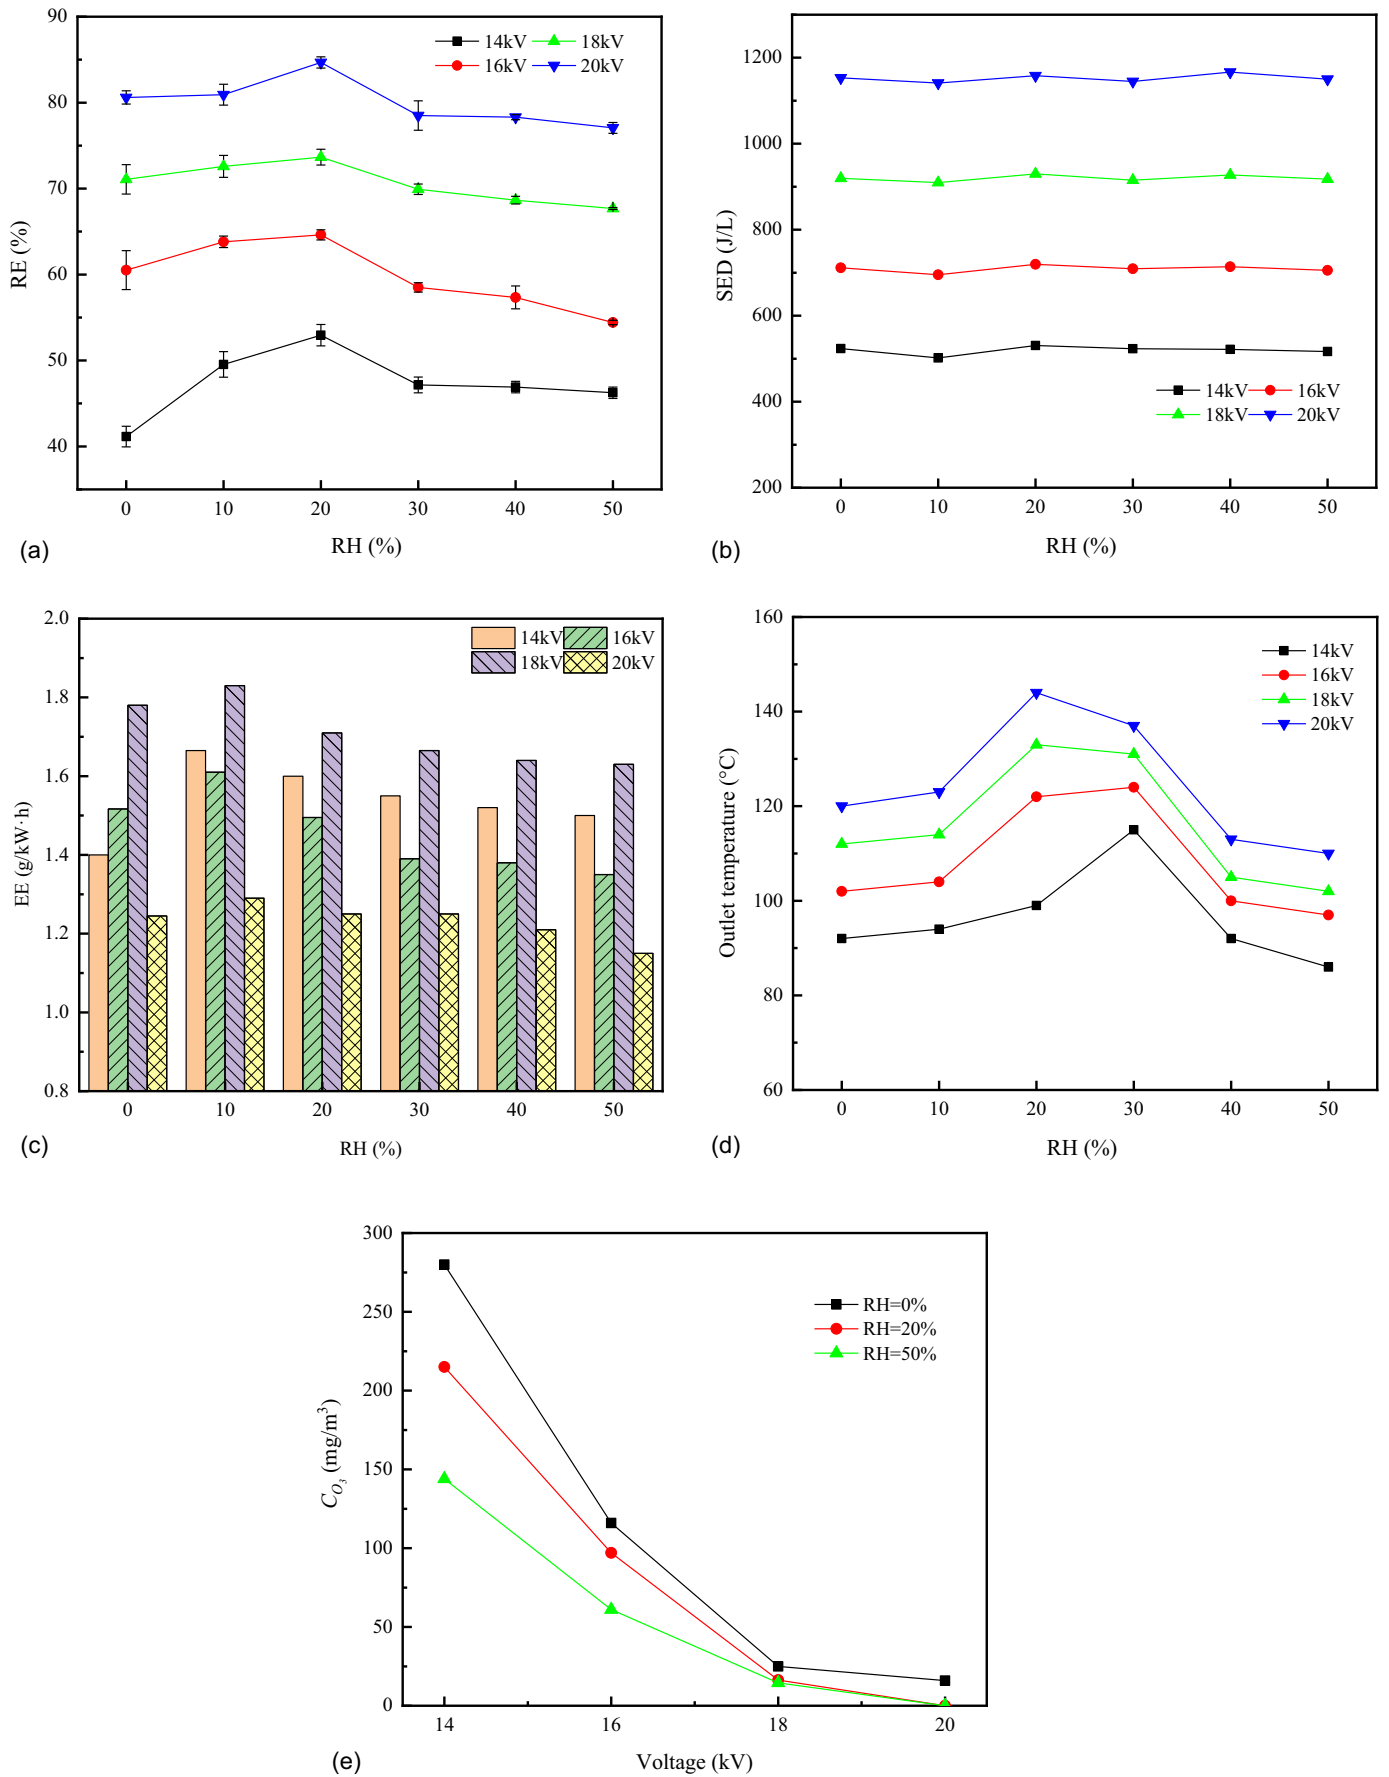 90
80
70
60
50
40
RE (%)
14kV 18kV
16kV 20kV
0 10 20 30 40 50
RH (%)
(a)
1200
1000
800
600
400
200
SED (J/L)
14kV 16kV
18kV 20kV
0 10 20 30 40 50
RH (%)
(b)
2.0
1.8
1.6
1.4
1.2
1.0
0.8
EE (g/kW·h)
14kV 16kV
18kV 20kV
0 10 20 30 40 50
RH (%)
(c)
160
140
120
100
80
60
Outlet temperature (°C)
14kV
16kV
18kV
20kV
0 10 20 30 40 50
RH (%)
(d)
300
250
200
150
100
50
0
C_{O_3} (mg/m³)
RH=0%
RH=20%
RH=50%
14 16 18 20
Voltage (kV)
(e)